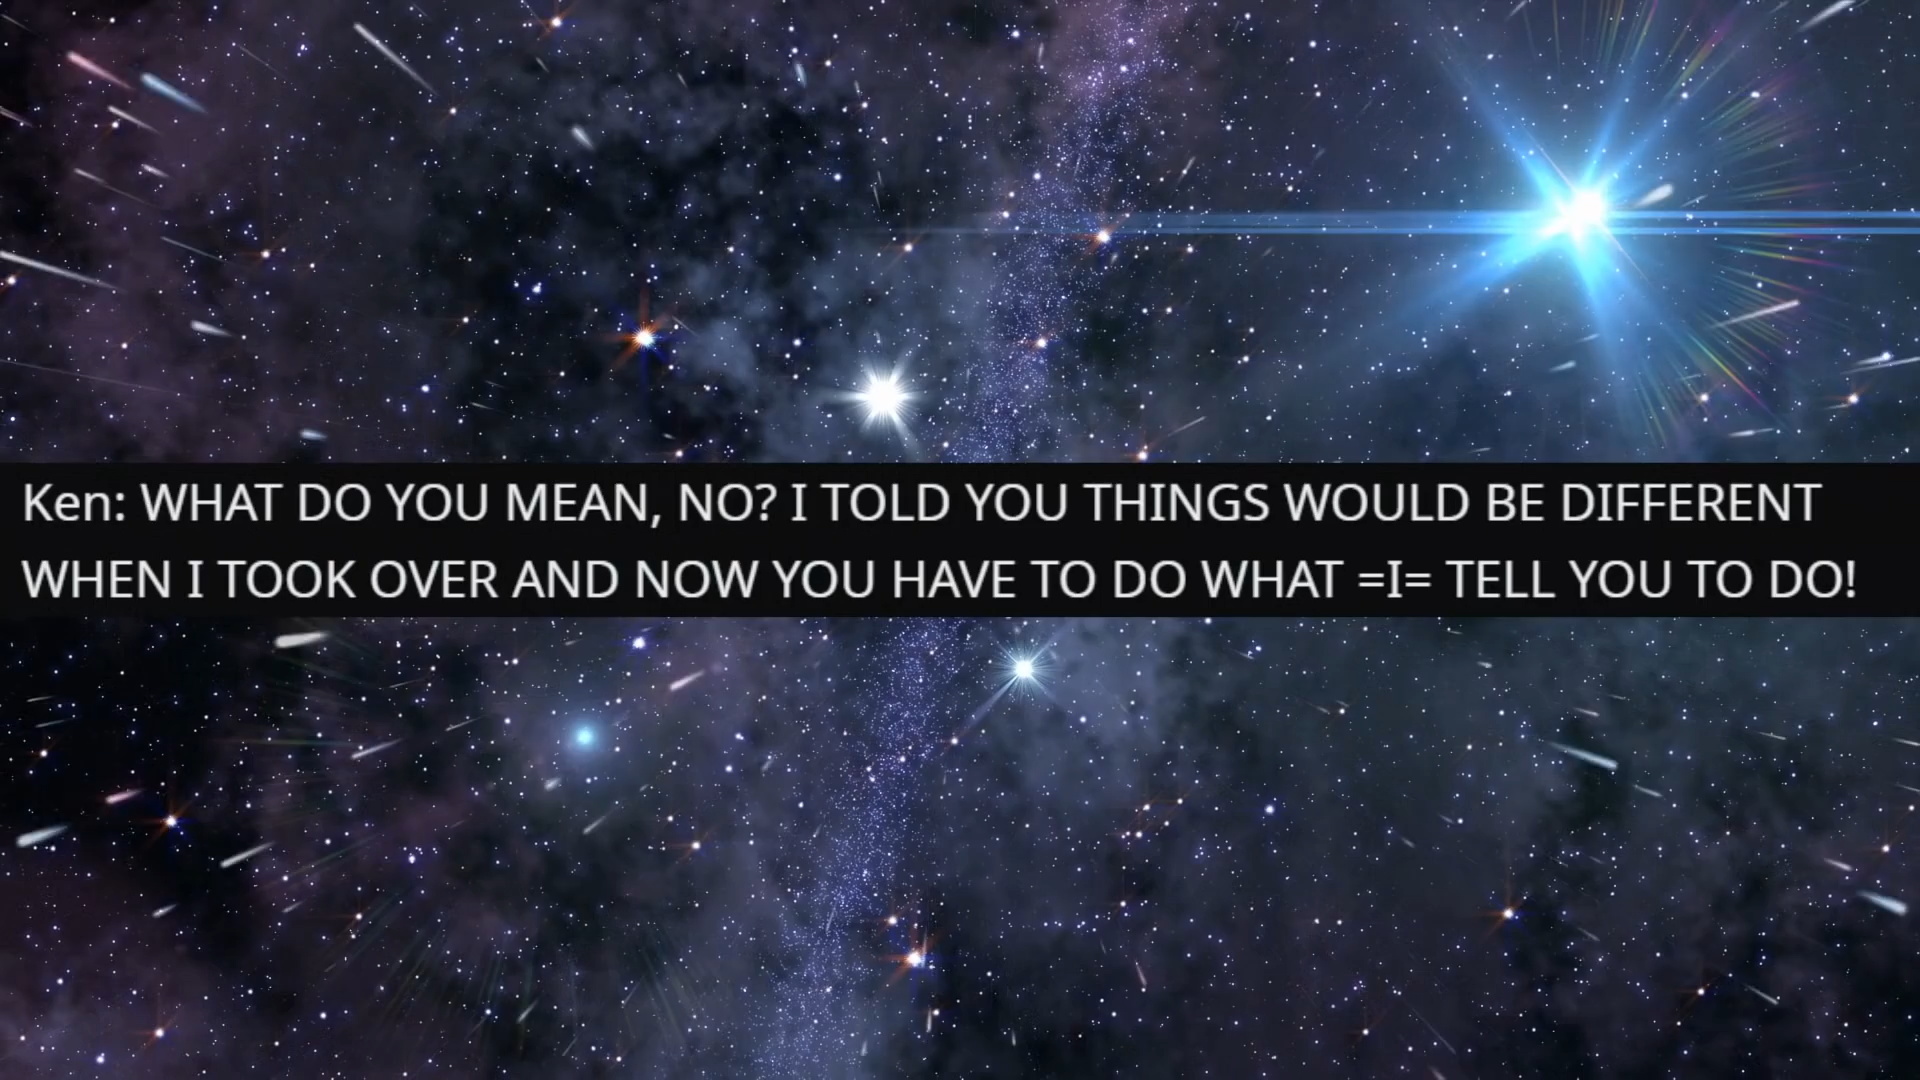 Ken: WHAT DO YOU MEAN, NO? I TOLD YOU THINGS WOULD BE DIFFERENT
WHEN I TOOK OVER AND NOW YOU HAVE TO DO WHAT =I= TELL YOU TO DO!